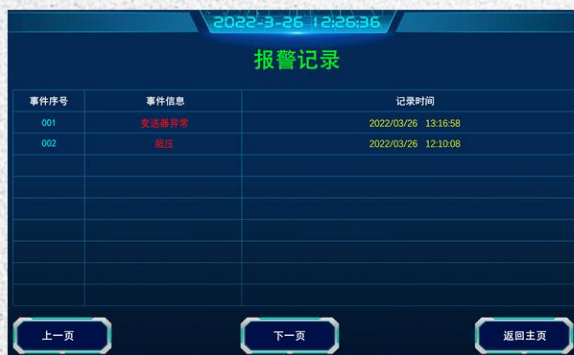 2022-3-26 12:26:36
报警记录
事件序号 事件信息 记录时间
001 变送器异常 2022/03/26 13:16:58
002 超压 2022/03/26 12:10:08
上一页 下一页 返回主页